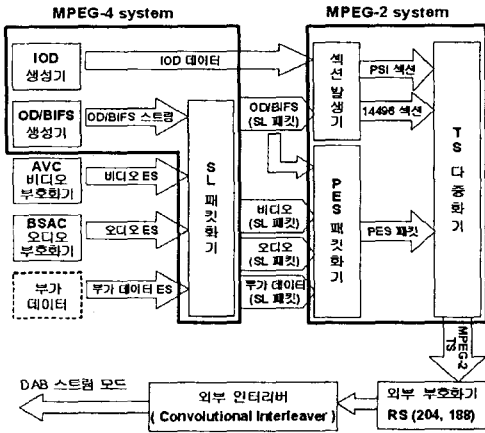 MPEG-4 system
MPEG-2 system
IOD
생성기
IOD 데이터
섹션 발생기
PSI 섹션
OD/BIFS
생성기
OD/BIFS 스트림
OD/BIFS
(SL 패킷)
14496 섹션
AVC
비디오
부호화기
비디오 ES
SL 패킷화기
비디오
(SL 패킷)
PES 패킷화기
TS 다중화기
BSAC
오디오
부호화기
오디오 ES
오디오
(SL 패킷)
PES 패킷
부가
데이터
부가 데이터 ES
부가 데이터
(SL 패킷)
MPEG-2
TS
DAB 스트림 모드
외부 인터리버
( Convolutional Interfeaver)
외부 부호화기
RS (204, 188)